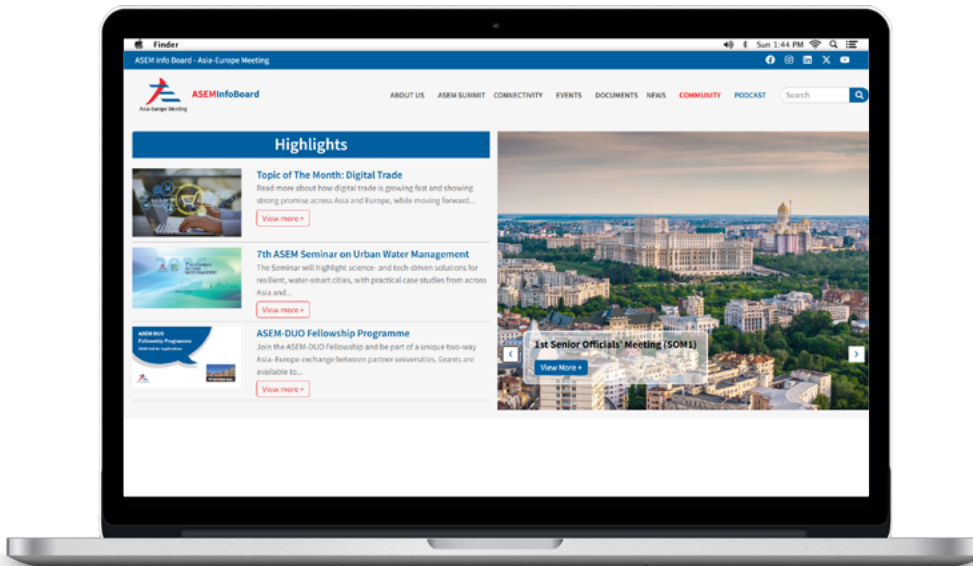 Finder
Sun 1:44 PM
ASEM Info Board - Asia-Europe Meeting
Asia-Europe Meeting
ASEMInfoBoard
ABOUT US ASEM SUMMIT CONNECTIVITY EVENTS DOCUMENTS NEWS COMMUNITY PODCAST Search
Highlights
Topic of The Month: Digital Trade
Read more about how digital trade is growing fast and showing
strong promise across Asia and Europe, while moving forward...
View more +
7th ASEM Seminar on Urban Water Management
The Seminar will highlight science- and tech-driven solutions for
resilient, water-smart cities, with practical case studies from across
Asia and...
View more +
ASEM DUO
Fellowship Programme
ASEM-DUO Fellowship Programme
Join the ASEM-DUO Fellowship and be part of a unique two-way
Asia-Europe exchange between partner universities. Grants are
available to...
View more +
1st Senior Officials' Meeting (SOM1)
View More +